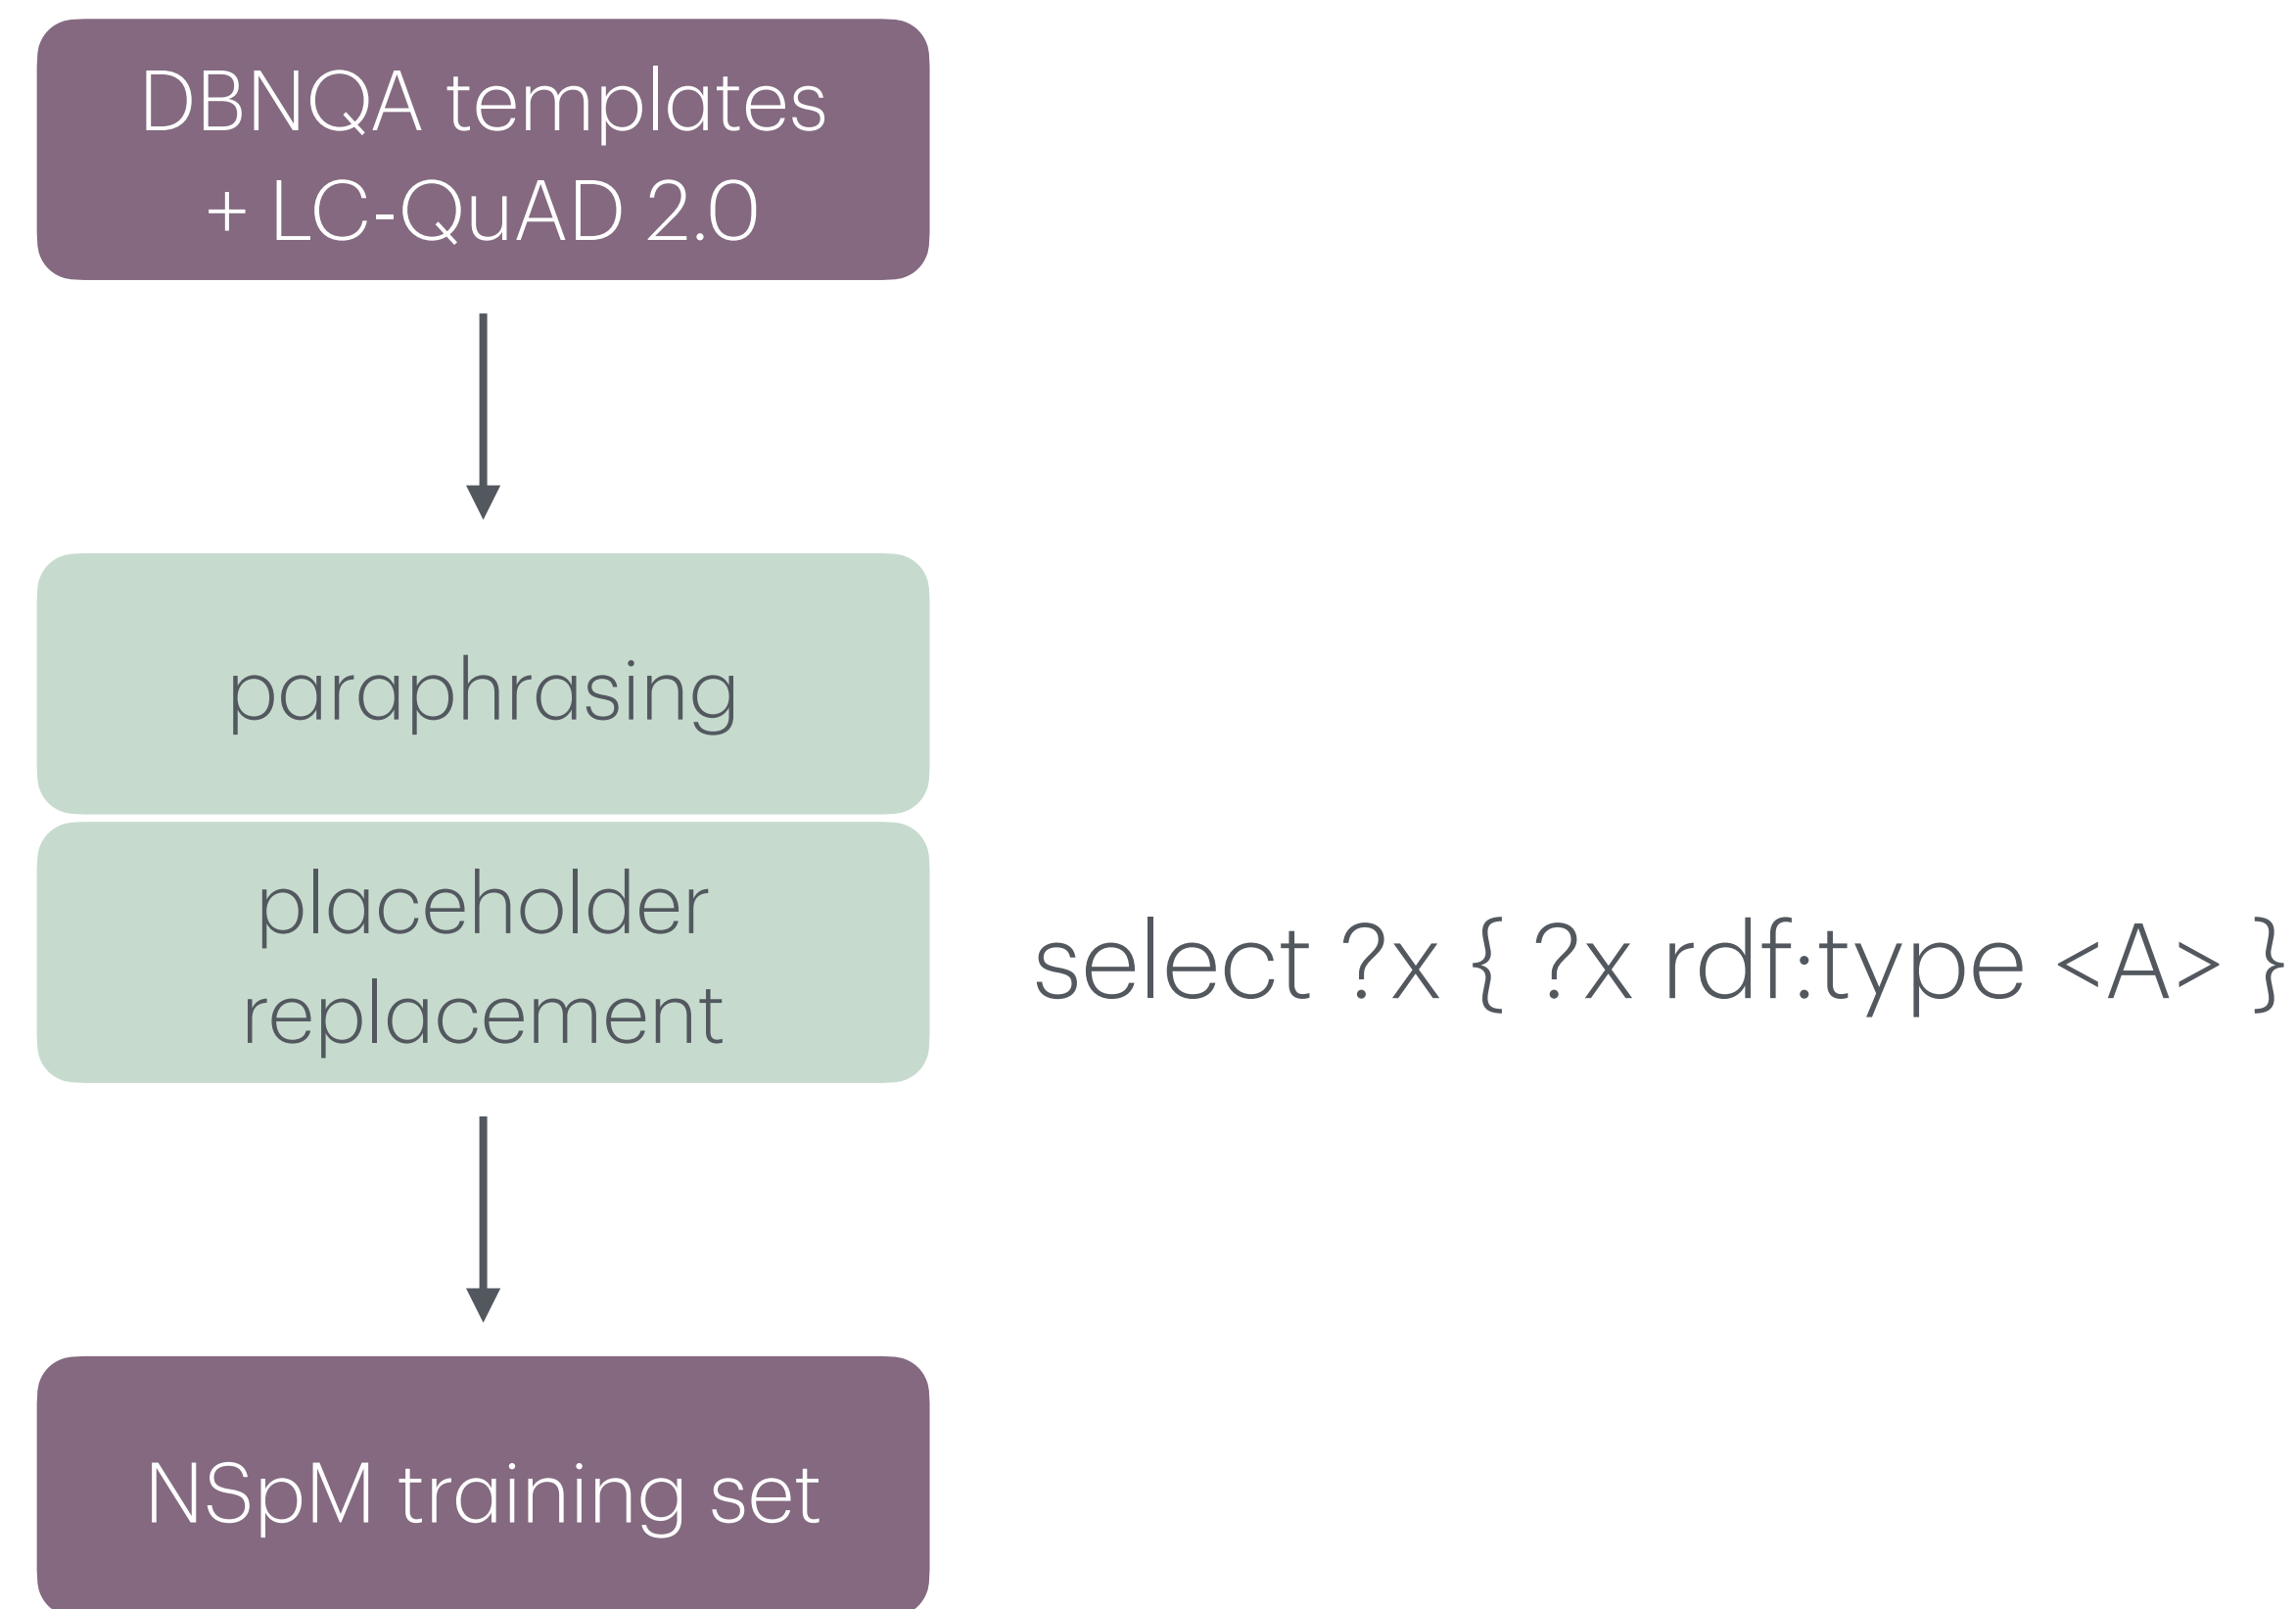 DBNQA templates
+ LC-QuAD 2.0
paraphrasing
placeholder
replacement
select ?x { ?x rdf:type <A> }
NSpM training set